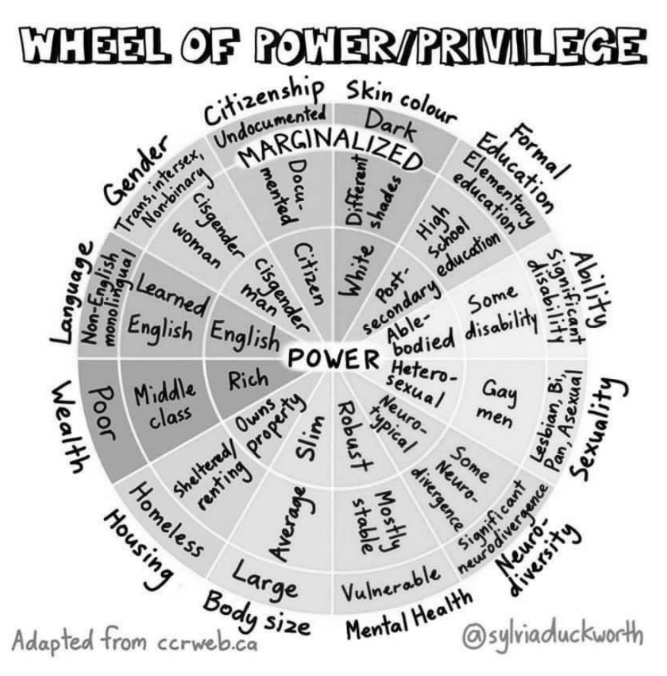 WHEEL OF POWER/PRIVILEGE
Citizenship
Undocumented
Docu-
mented
Citizen
Skin colour
Dark
Different
shades
White
Formal
Education
Elementary
education
High
School
education
Post-
secondary
Ability
Significant
disability
Some
disability
Able-
bodied
Sexuality
Lesbian, Bi,
Pan, Asexual
Gay
men
Hetero-
sexual
Neuro-
diversity
Significant
neurodivergence
Some
Neuro-
divergence
Neuro-
typical
Mental Health
Vulnerable
Mostly
stable
Robust
Body size
Large
Average
Slim
Housing
Homeless
Sheltered/
renting
Owns
property
Wealth
Poor
Middle
class
Rich
Language
Non-English
monolingual
Learned
English
English
Gender
Trans, intersex,
Non-binary
cisgender
woman
cisgender
man
MARGINALIZED
POWER
Adapted from ccrweb.ca
@sylviaduckworth